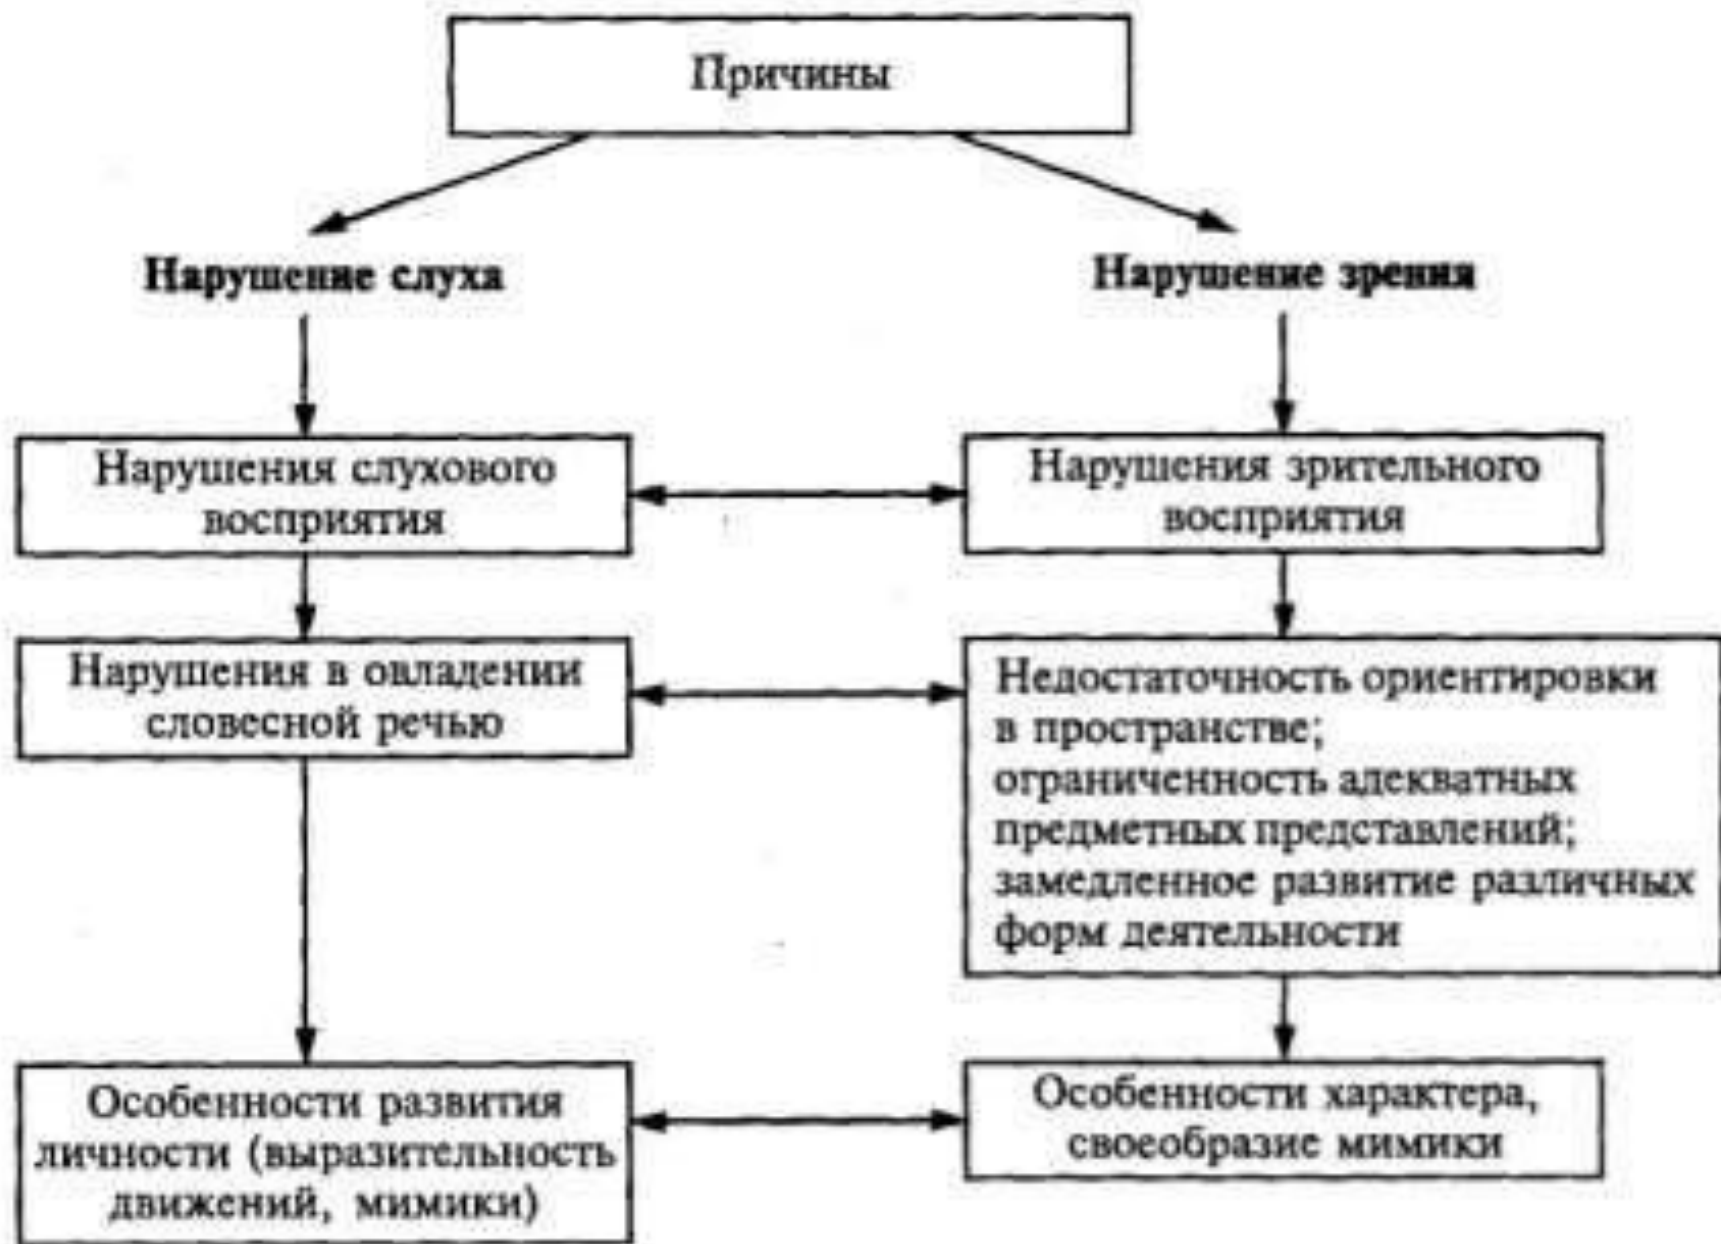 Причины
Нарушение слуха
Нарушение зрения
Нарушения слухового
восприятия
Нарушения зрительного
восприятия
Нарушения в овладении
словесной речью
Недостаточность ориентировки
в пространстве;
ограниченность адекватных
предметных представлений;
замедленное развитие различных
форм деятельности
Особенности развития
личности (выразительность
движений, мимики)
Особенности характера,
своеобразие мимики